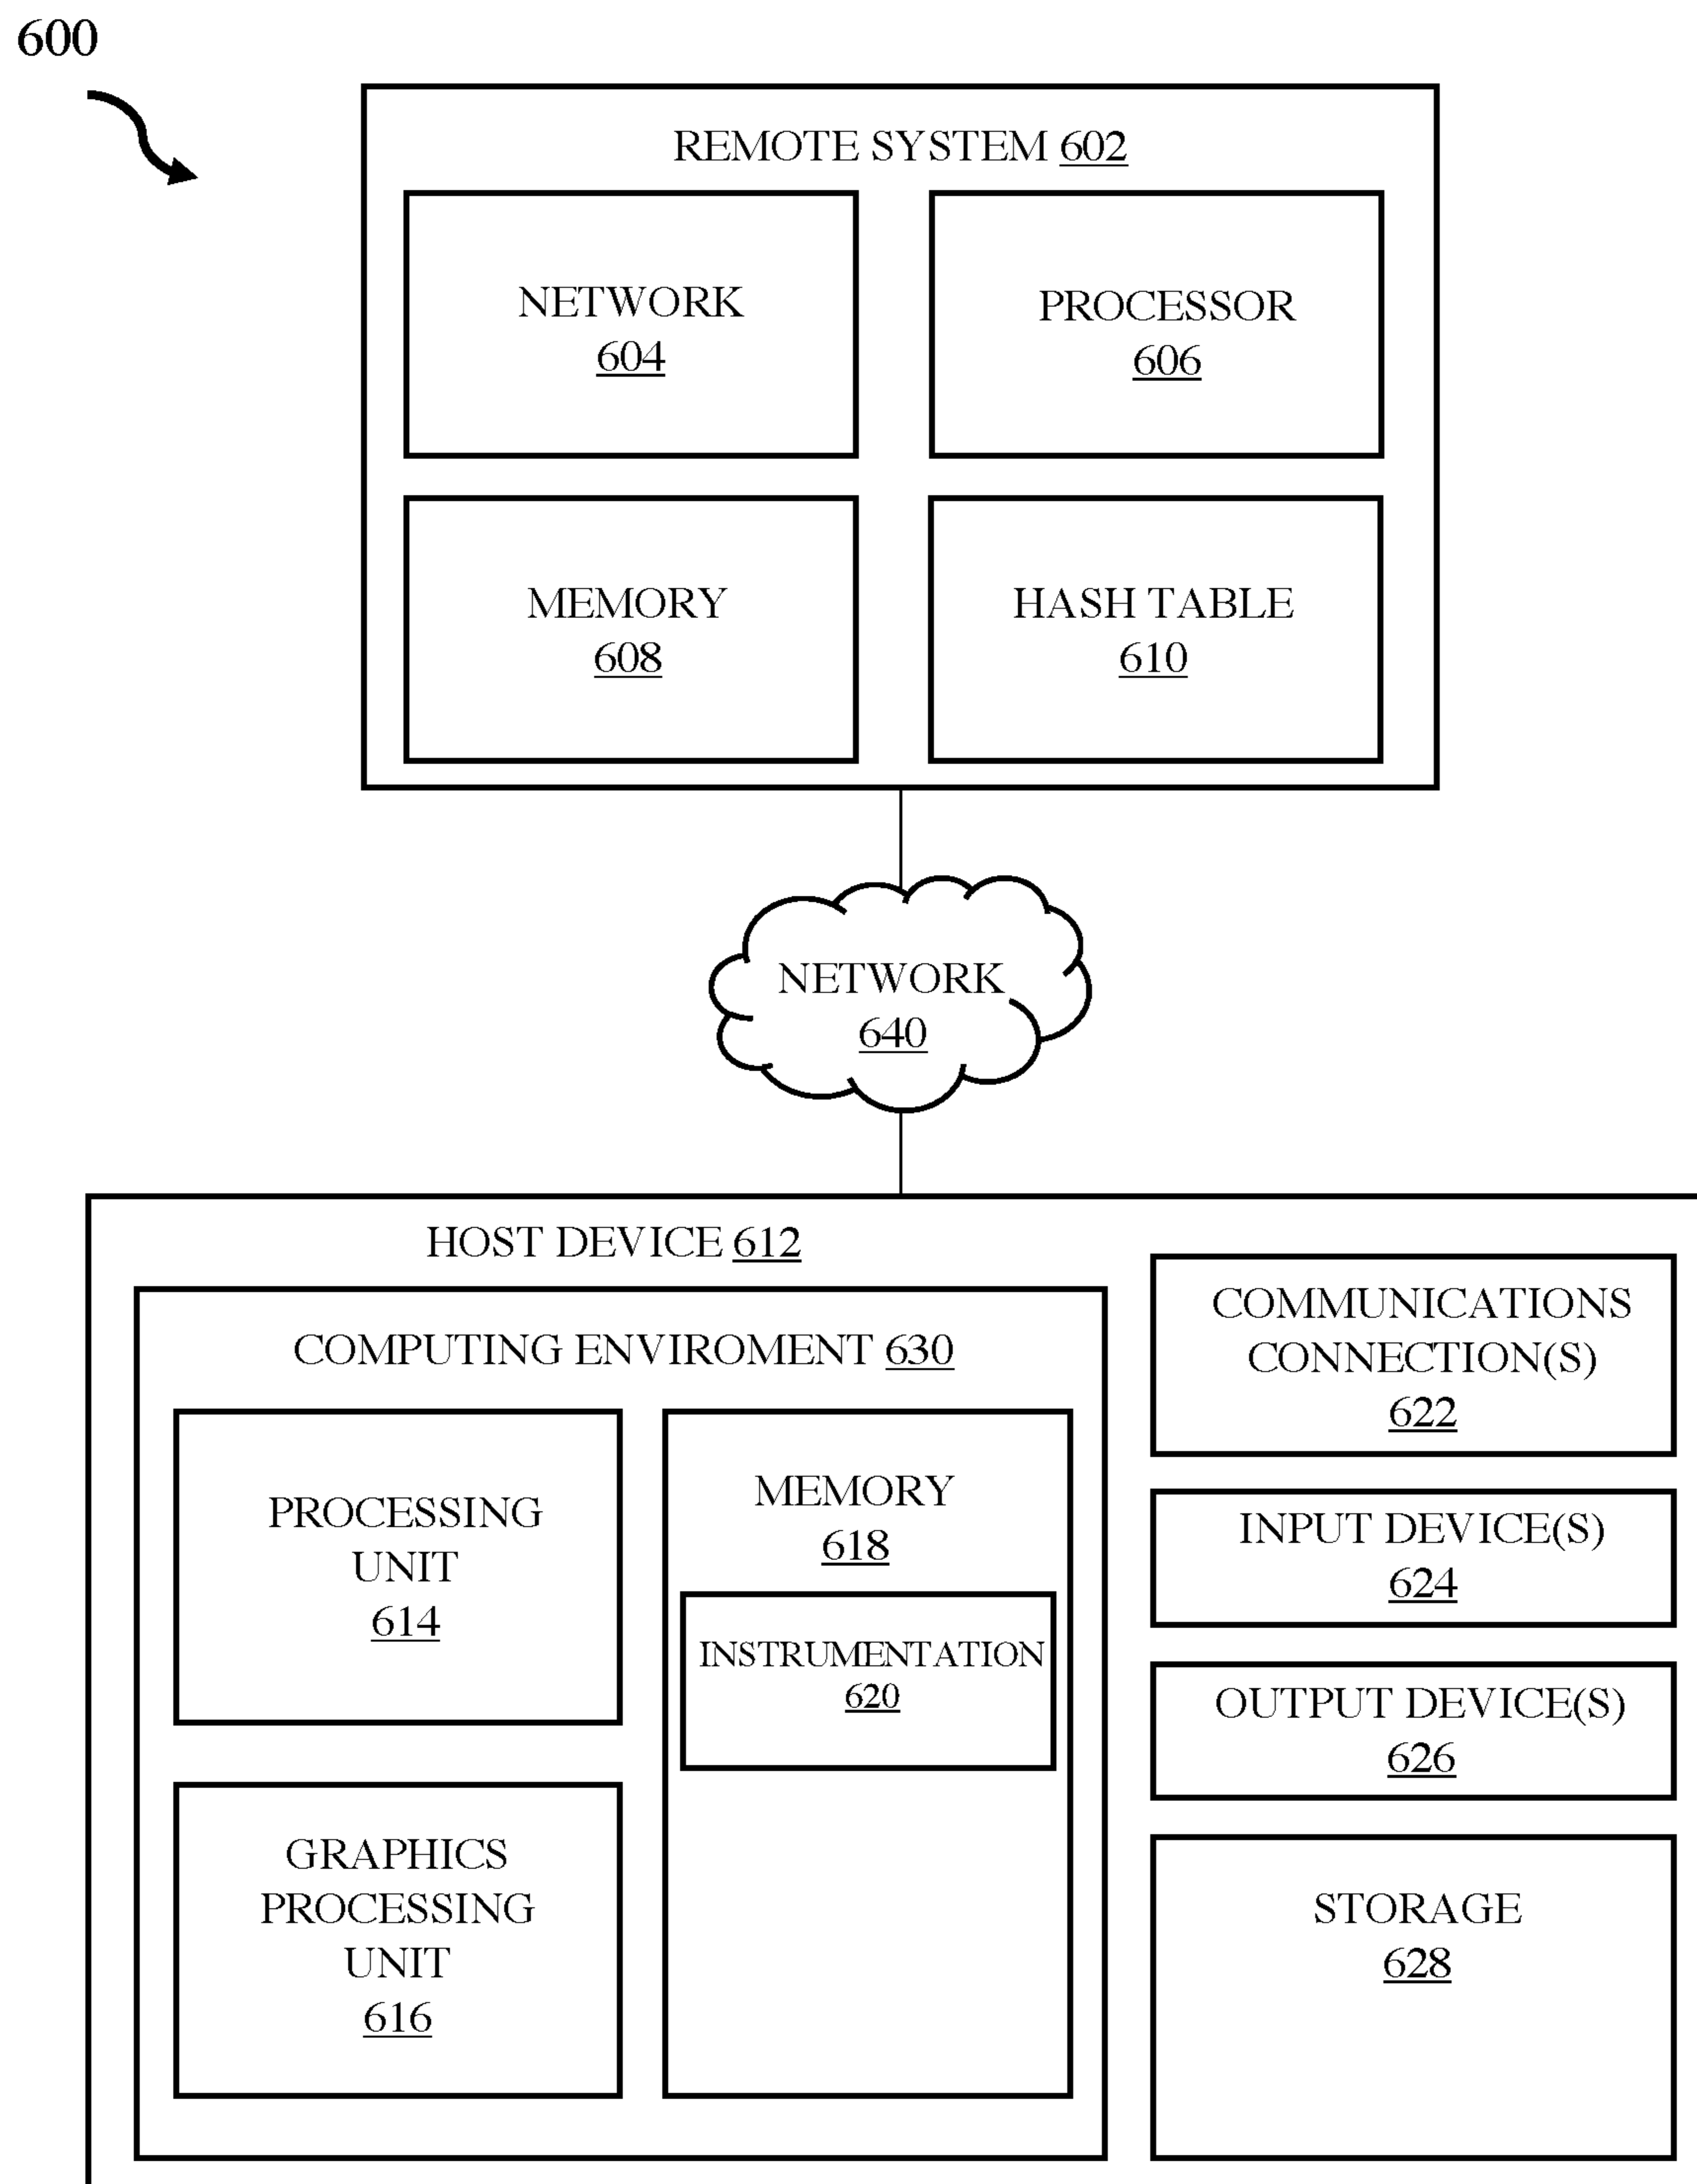 600
REMOTE SYSTEM 602
NETWORK
604
PROCESSOR
606
MEMORY
608
HASH TABLE
610
NETWORK
640
HOST DEVICE 612
COMPUTING ENVIROMENT 630
PROCESSING
UNIT
614
GRAPHICS
PROCESSING
UNIT
616
MEMORY
618
INSTRUMENTATION
620
COMMUNICATIONS
CONNECTION(S)
622
INPUT DEVICE(S)
624
OUTPUT DEVICE(S)
626
STORAGE
628